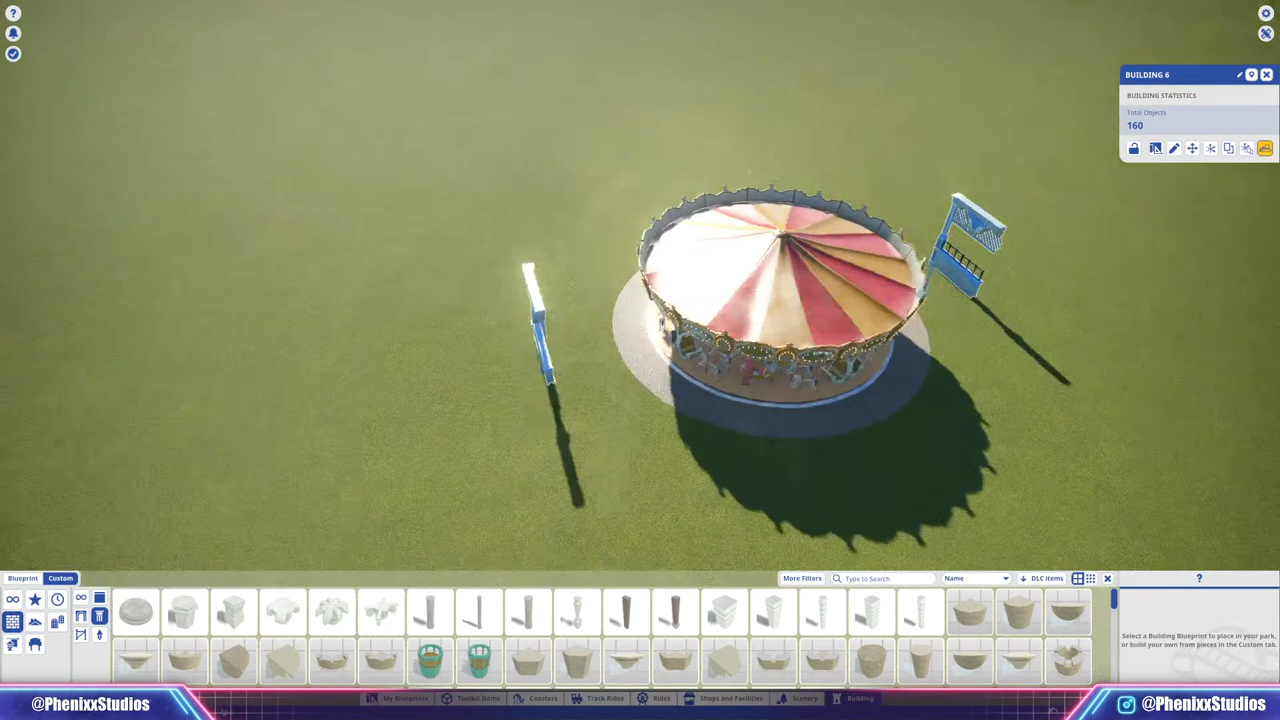 ?
BUILDING 6
BUILDING STATISTICS
Total Objects
160
Blueprint
Custom
More Filters
Type to Search
Name
DLC items
?
Select a Building Blueprint to place in your park,
or build your own from pieces in the Custom tab.
My Blueprints
Toolkit Items
Coasters
Track Rides
Rides
Shops and Facilities
Scenery
Building
@PhenixxStudios
@PhenixxStudios